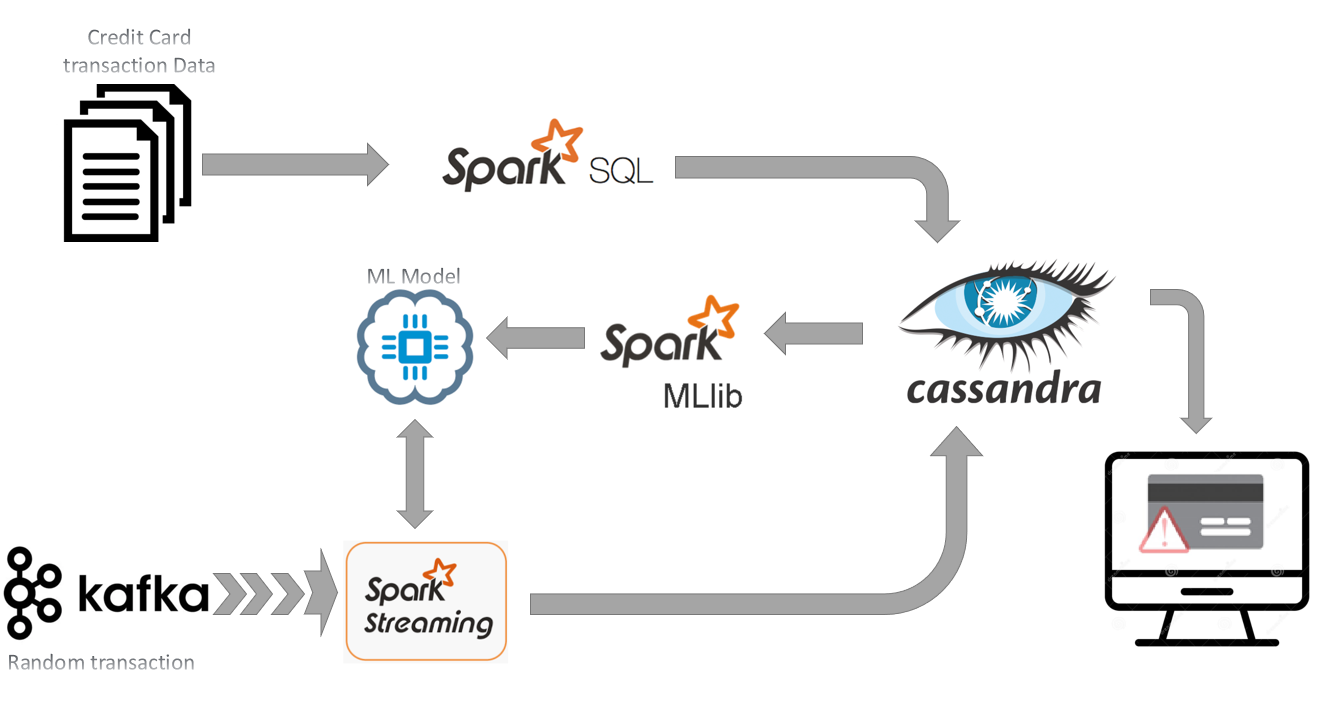 Credit Card
transaction Data
Spark SQL
ML Model
Spark
MLlib
cassandra
kafka
Spark
Streaming
Random transaction